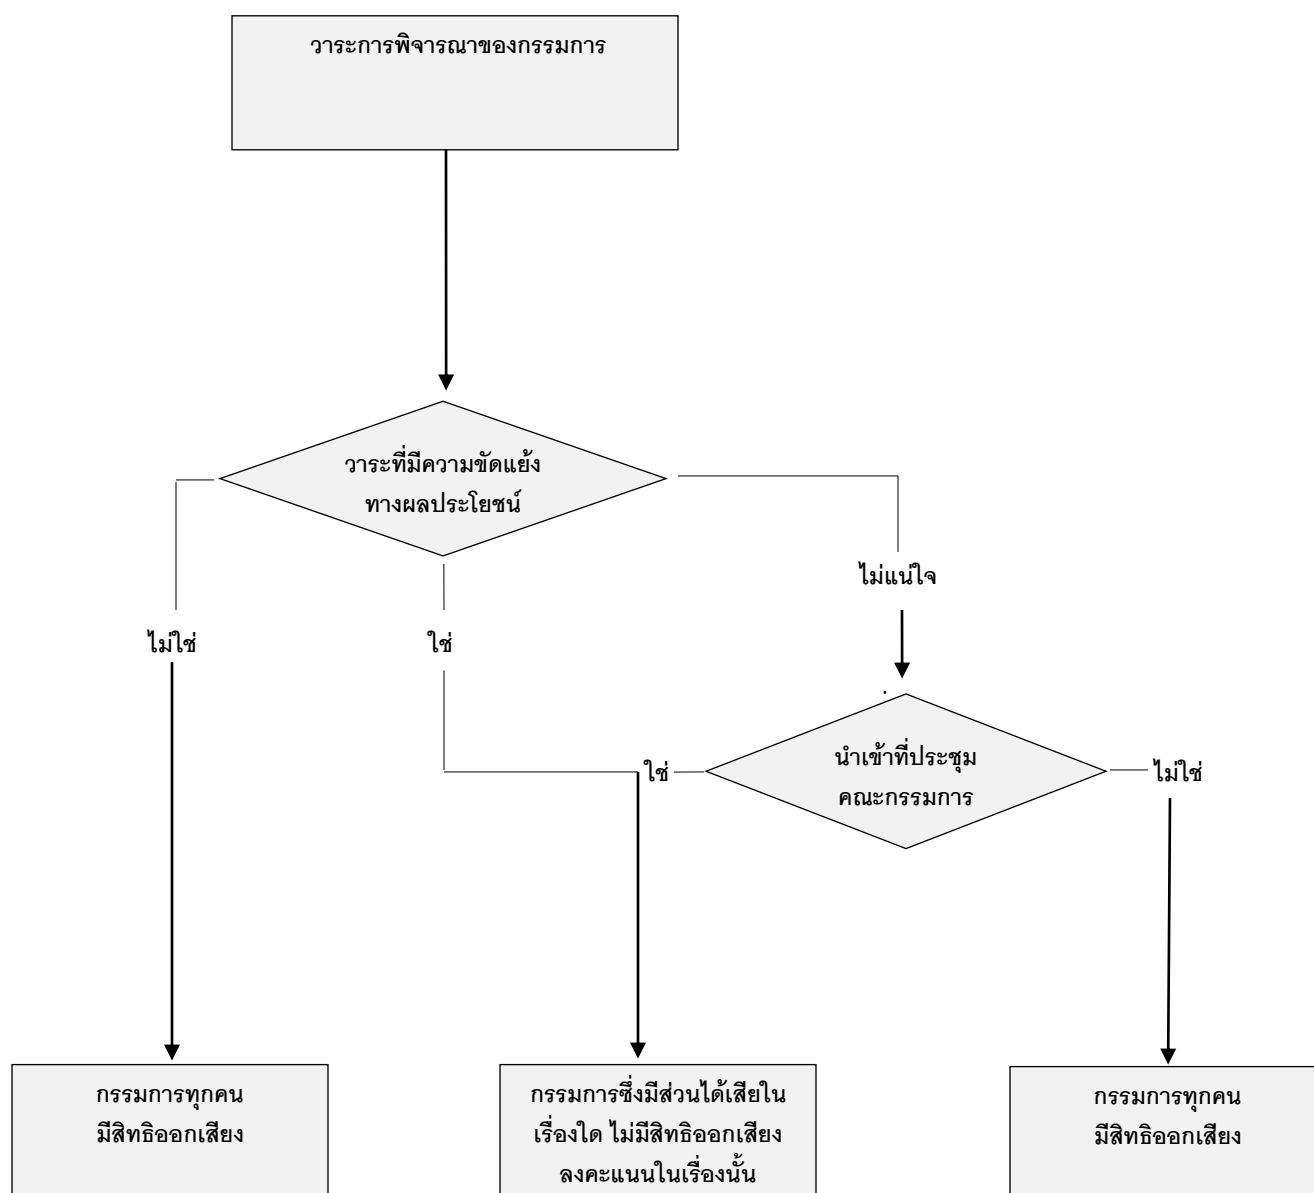 วาระการพิจารณาของกรรมการ
วาระที่มีความขัดแย้ง
ทางผลประโยชน์
ไม่แน่ใจ
ไม่ใช่
ใช่
นำเข้าที่ประชุม
คณะกรรมการ
ใช่
ไม่ใช่
กรรมการทุกคน
มีสิทธิออกเสียง
กรรมการซึ่งมีส่วนได้เสียใน
เรื่องใด ไม่มีสิทธิออกเสียง
ลงคะแนนในเรื่องนั้น
กรรมการทุกคน
มีสิทธิออกเสียง